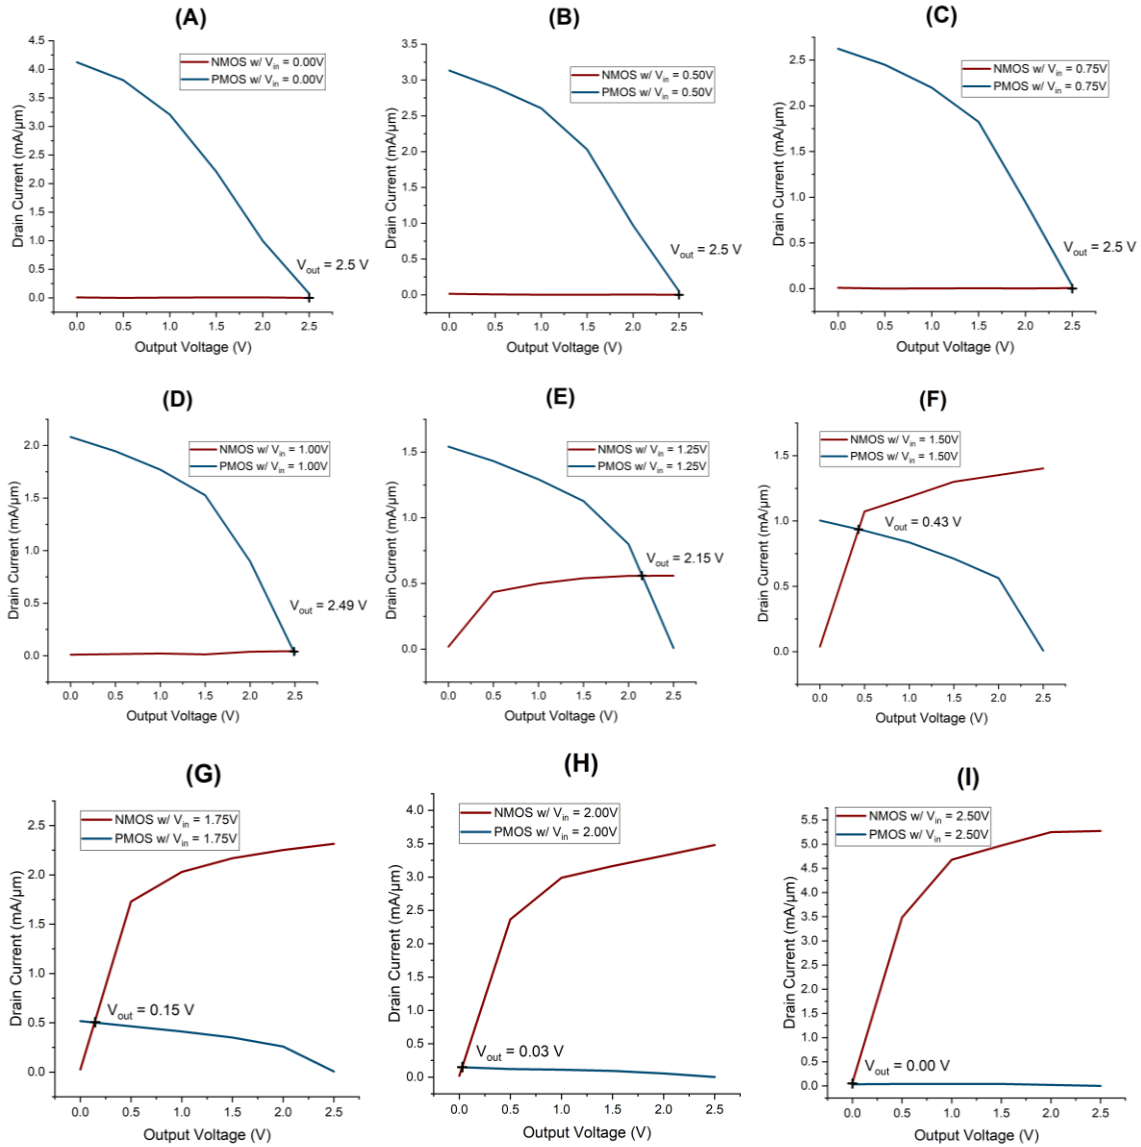 (A)
NMOS w/ Vin = 0.00V
PMOS w/ Vin = 0.00V
Drain Current (mA/μm)
4.5
4.0
3.5
3.0
2.5
2.0
1.5
1.0
0.5
0.0
Vout = 2.5 V
0.0 0.5 1.0 1.5 2.0 2.5
Output Voltage (V)
(B)
NMOS w/ Vin = 0.50V
PMOS w/ Vin = 0.50V
Drain Current (mA/μm)
3.5
3.0
2.5
2.0
1.5
1.0
0.5
0.0
Vout = 2.5 V
0.0 0.5 1.0 1.5 2.0 2.5
Output Voltage (V)
(C)
NMOS w/ Vin = 0.75V
PMOS w/ Vin = 0.75V
Drain Current (mA/μm)
2.5
2.0
1.5
1.0
0.5
0.0
Vout = 2.5 V
0.0 0.5 1.0 1.5 2.0 2.5
Output Voltage (V)
(D)
NMOS w/ Vin = 1.00V
PMOS w/ Vin = 1.00V
Drain Current (mA/μm)
2.0
1.5
1.0
0.5
0.0
Vout = 2.49 V
0.0 0.5 1.0 1.5 2.0 2.5
Output Voltage (V)
(E)
NMOS w/ Vin = 1.25V
PMOS w/ Vin = 1.25V
Drain Current (mA/μm)
1.5
1.0
0.5
0.0
Vout = 2.15 V
0.0 0.5 1.0 1.5 2.0 2.5
Output Voltage (V)
(F)
NMOS w/ Vin = 1.50V
PMOS w/ Vin = 1.50V
Drain Current (mA/μm)
1.5
1.0
0.5
0.0
Vout = 0.43 V
0.0 0.5 1.0 1.5 2.0 2.5
Output Voltage (V)
(G)
NMOS w/ Vin = 1.75V
PMOS w/ Vin = 1.75V
Drain Current (mA/μm)
2.5
2.0
1.5
1.0
0.5
0.0
Vout = 0.15 V
0.0 0.5 1.0 1.5 2.0 2.5
Output Voltage (V)
(H)
NMOS w/ Vin = 2.00V
PMOS w/ Vin = 2.00V
Drain Current (mA/μm)
4.0
3.5
3.0
2.5
2.0
1.5
1.0
0.5
0.0
Vout = 0.03 V
0.0 0.5 1.0 1.5 2.0 2.5
Output Voltage (V)
(I)
NMOS w/ Vin = 2.50V
PMOS w/ Vin = 2.50V
Drain Current (mA/μm)
5.5
5.0
4.5
4.0
3.5
3.0
2.5
2.0
1.5
1.0
0.5
0.0
Vout = 0.00 V
0.0 0.5 1.0 1.5 2.0 2.5
Output Voltage (V)